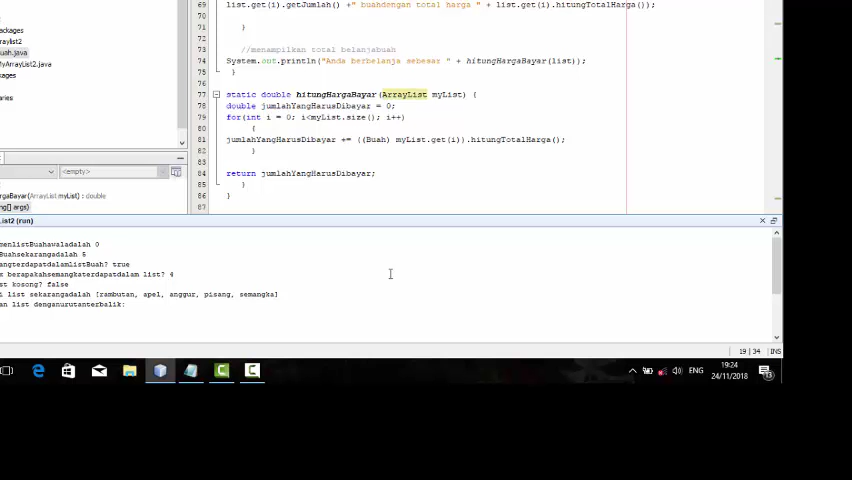 69 list.get(i).getJumlah() +" buahdengan total harga " + list.get(i).hitungTotalHarga());
70
71 }
72
73 //menampilkan total belanjabuah
74 System.out.println("Anda berbelanja sebesar " + hitungHargaBayar(list));
75 }
76
77 static double hitungHargaBayar(ArrayList myList) {
78 double jumlahYangHarusDibayar = 0;
79 for(int i = 0; i<myList.size(); i++)
80 {
81 jumlahYangHarusDibayar += ((Buah) myList.get(i)).hitungTotalHarga();
82 }
83
84 return jumlahYangHarusDibayar;
85 }
86 }
87
ackages
raylist2
uah.java
MyArrayList2.java
ckages
raries
<empty>
rgaBayar(ArrayList myList) : double
ng[] args)
List2 (run)
menlistBuahawaladalah 0
Buahsekarangadalah 5
angterdapatdalamlistBuah? true
x berapakahsemangkaterdapatdalam list? 4
st kosong? false
i list sekarangadalah [rambutan, apel, anggur, pisang, semangka]
an list denganurutanterbalik:
19 | 34 INS
ENG
19:24
24/11/2018